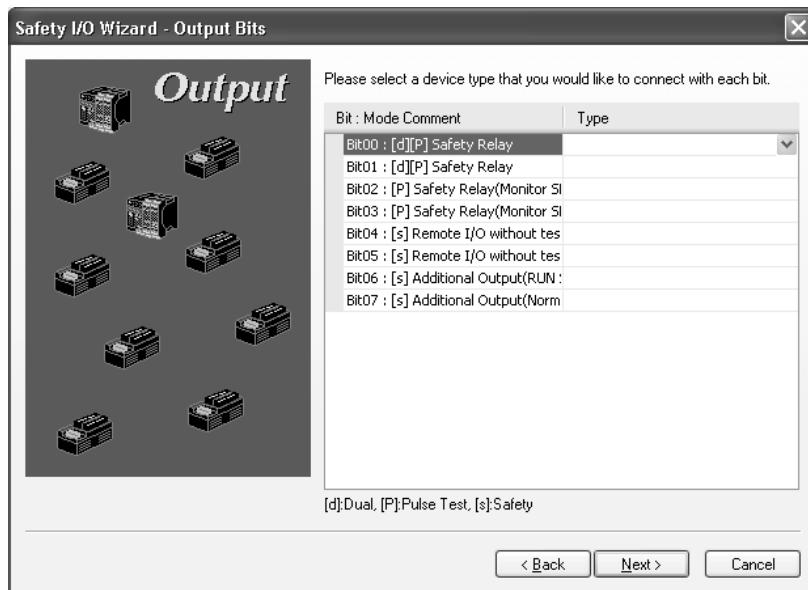 Safety I/O Wizard - Output Bits
Output
Please select a device type that you would like to connect with each bit.
Bit : Mode Comment Type
Bit00 : [d][P] Safety Relay
Bit01 : [d][P] Safety Relay
Bit02 : [P] Safety Relay(Monitor SI
Bit03 : [P] Safety Relay(Monitor SI
Bit04 : [s] Remote I/O without tes
Bit05 : [s] Remote I/O without tes
Bit06 : [s] Additional Output(RUN :
Bit07 : [s] Additional Output(Norm
[d]:Dual, [P]:Pulse Test, [s]:Safety
< Back Next > Cancel